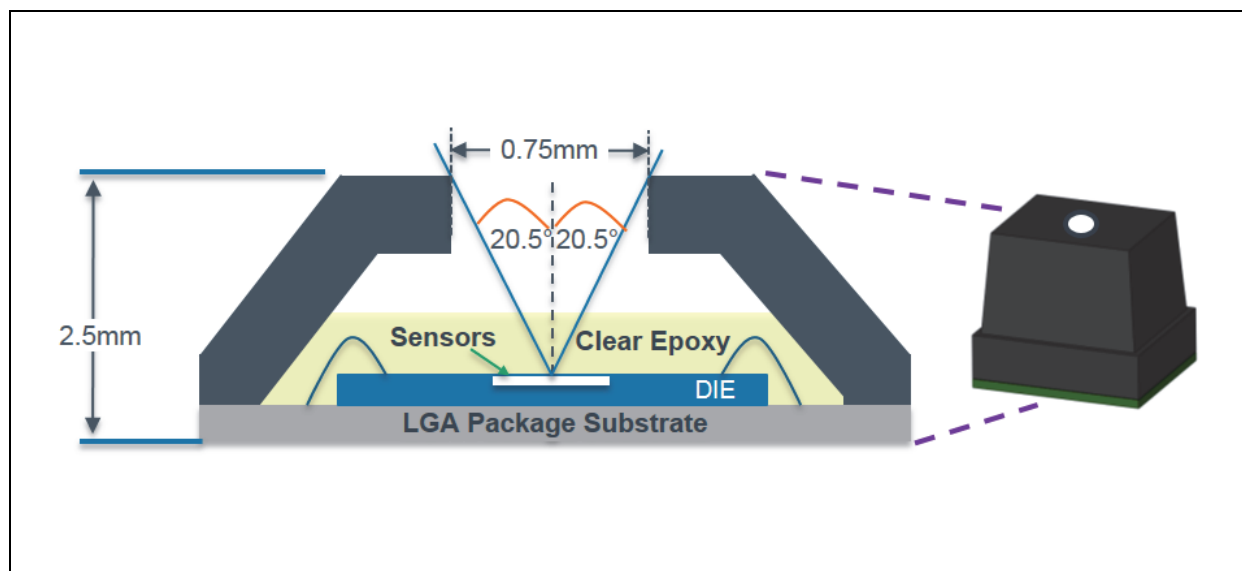 0.75mm
20.5° 20.5°
2.5mm
Sensors
Clear Epoxy
DIE
LGA Package Substrate